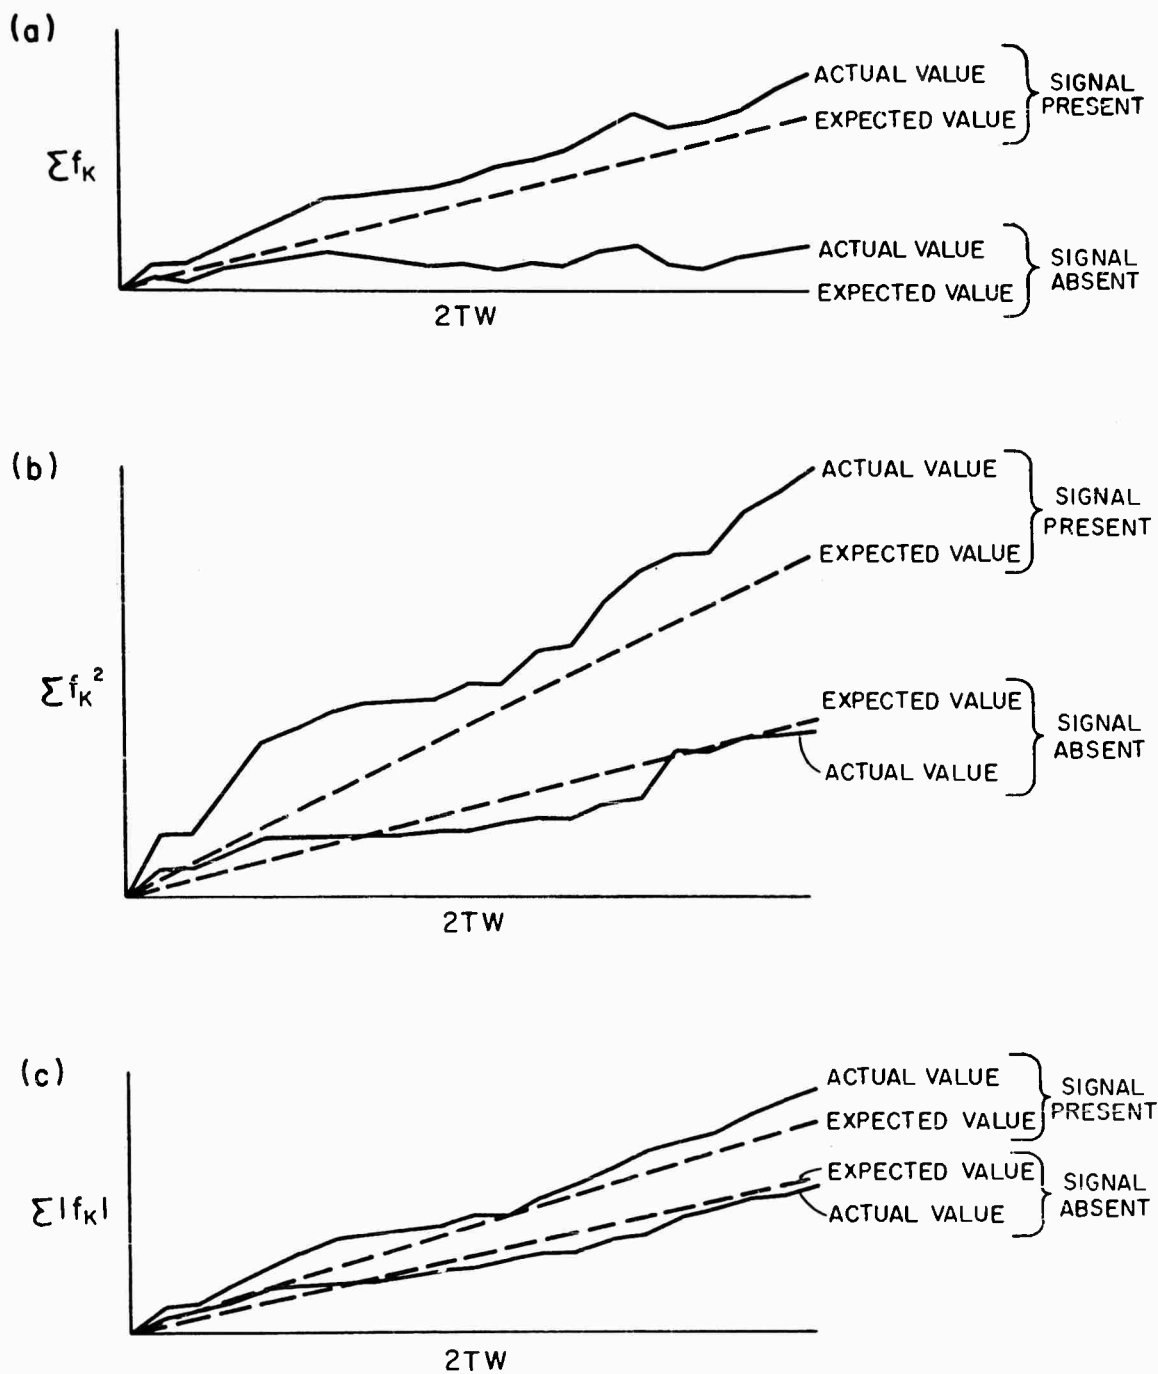 (a)
ACTUAL VALUE
SIGNAL
PRESENT
EXPECTED VALUE
Σf_K
ACTUAL VALUE
SIGNAL
ABSENT
EXPECTED VALUE
2TW
(b)
ACTUAL VALUE
SIGNAL
PRESENT
EXPECTED VALUE
Σf_K²
EXPECTED VALUE
SIGNAL
ABSENT
ACTUAL VALUE
2TW
(c)
ACTUAL VALUE
SIGNAL
PRESENT
EXPECTED VALUE
Σ|f_K|
EXPECTED VALUE
SIGNAL
ABSENT
ACTUAL VALUE
2TW